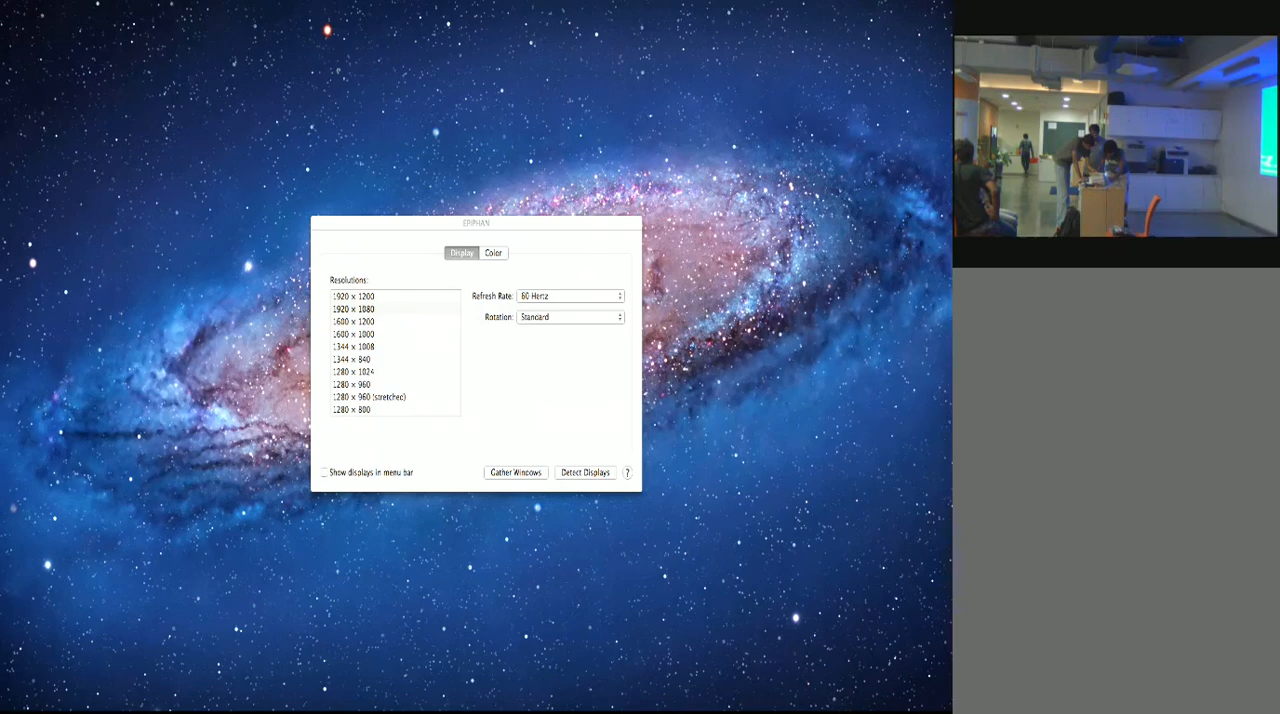 EPIPHAN
Display Color
Resolutions:
1920 × 1200
1920 × 1080
1600 × 1200
1600 × 1000
1344 × 1008
1344 × 840
1280 × 1024
1280 × 960
1280 × 960 (stretched)
1280 × 800
Refresh Rate: 60 Hertz
Rotation: Standard
Show displays in menu bar
Gather Windows Detect Displays ?